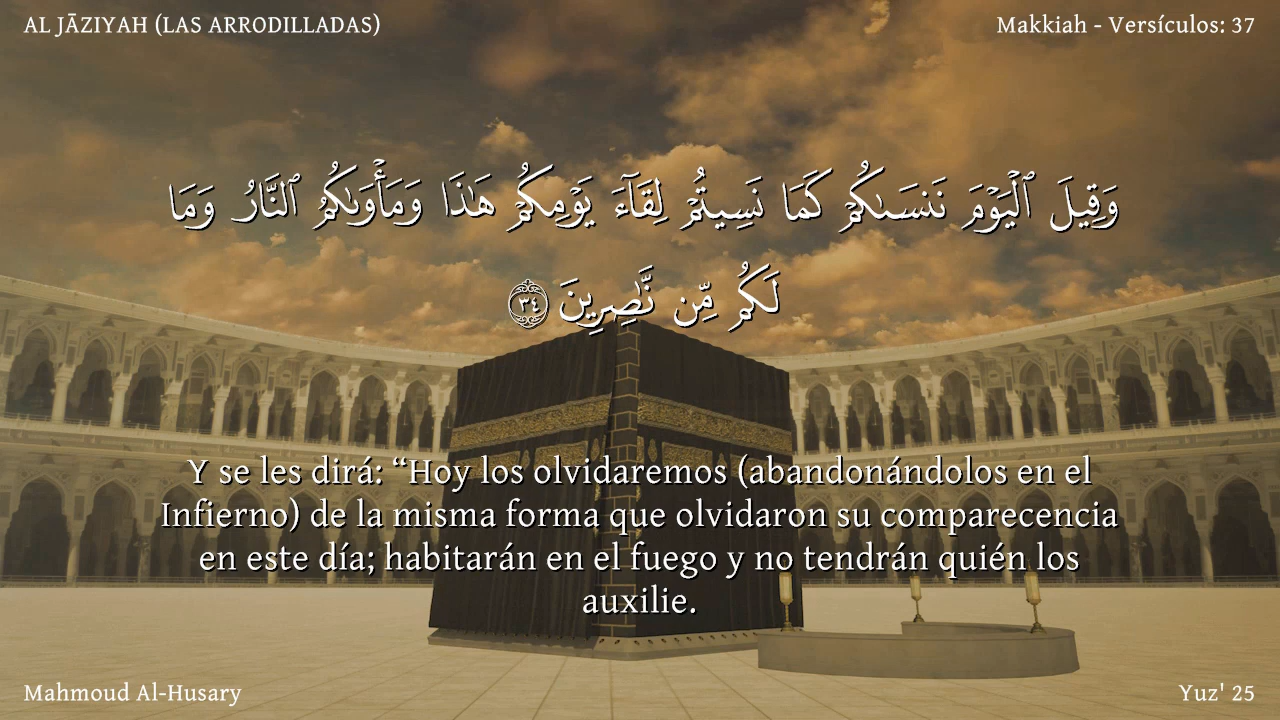 AL JĀZIYAH (LAS ARRODILLADAS)
Makkiah - Versículos: 37
وَقِيلَ ٱلْيَوْمَ نَنسَىٰكُمْ كَمَا نَسِيتُمْ لِقَآءَ يَوْمِكُمْ هَـٰذَا وَمَأْوَىٰكُمُ ٱلنَّارُ وَمَا
لَكُم مِّن نَّـٰصِرِينَ ٣٤
Y se les dirá: “Hoy los olvidaremos (abandonándolos en el
Infierno) de la misma forma que olvidaron su comparecencia
en este día; habitarán en el fuego y no tendrán quién los
auxilie.
Mahmoud Al-Husary
Yuz' 25